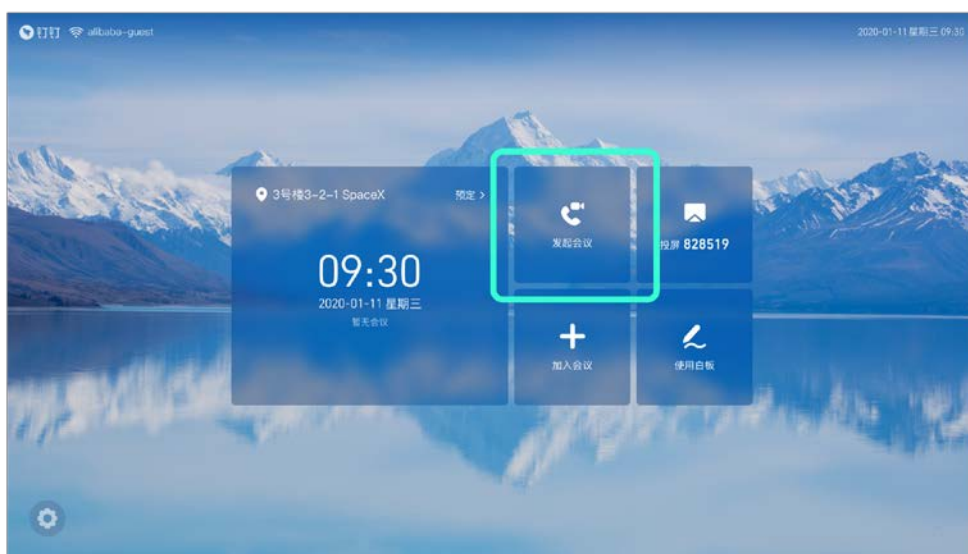 钉钉 alibaba-guest
2020-01-11 星期三 09:30
3号楼3-2-1 SpaceX 预定 >
09:30
2020-01-11 星期三
暂无会议
发起会议
投屏 828519
加入会议
使用白板